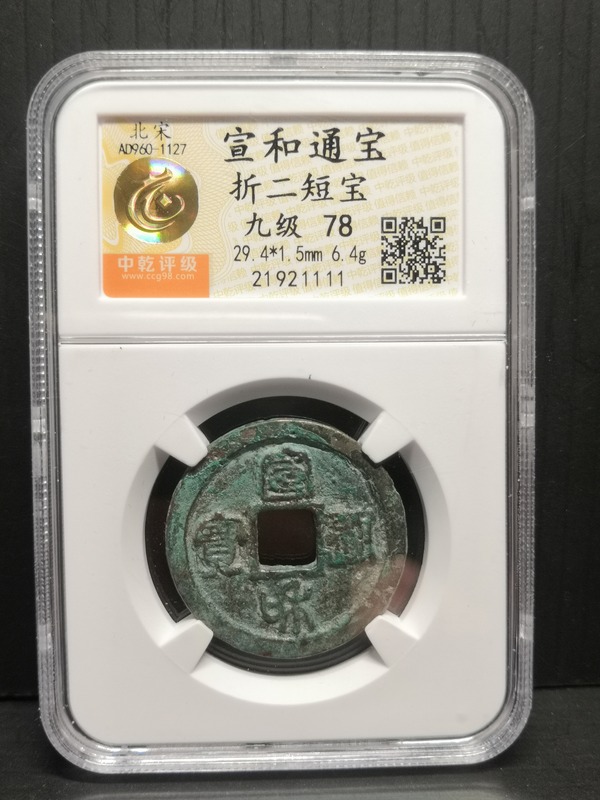 北宋
AD960-1127
中乾评级
www.ccg98.com
宣和通宝
折二短宝
九级 78
29.4*1.5mm 6.4g
21921111
宣
和
通
寳